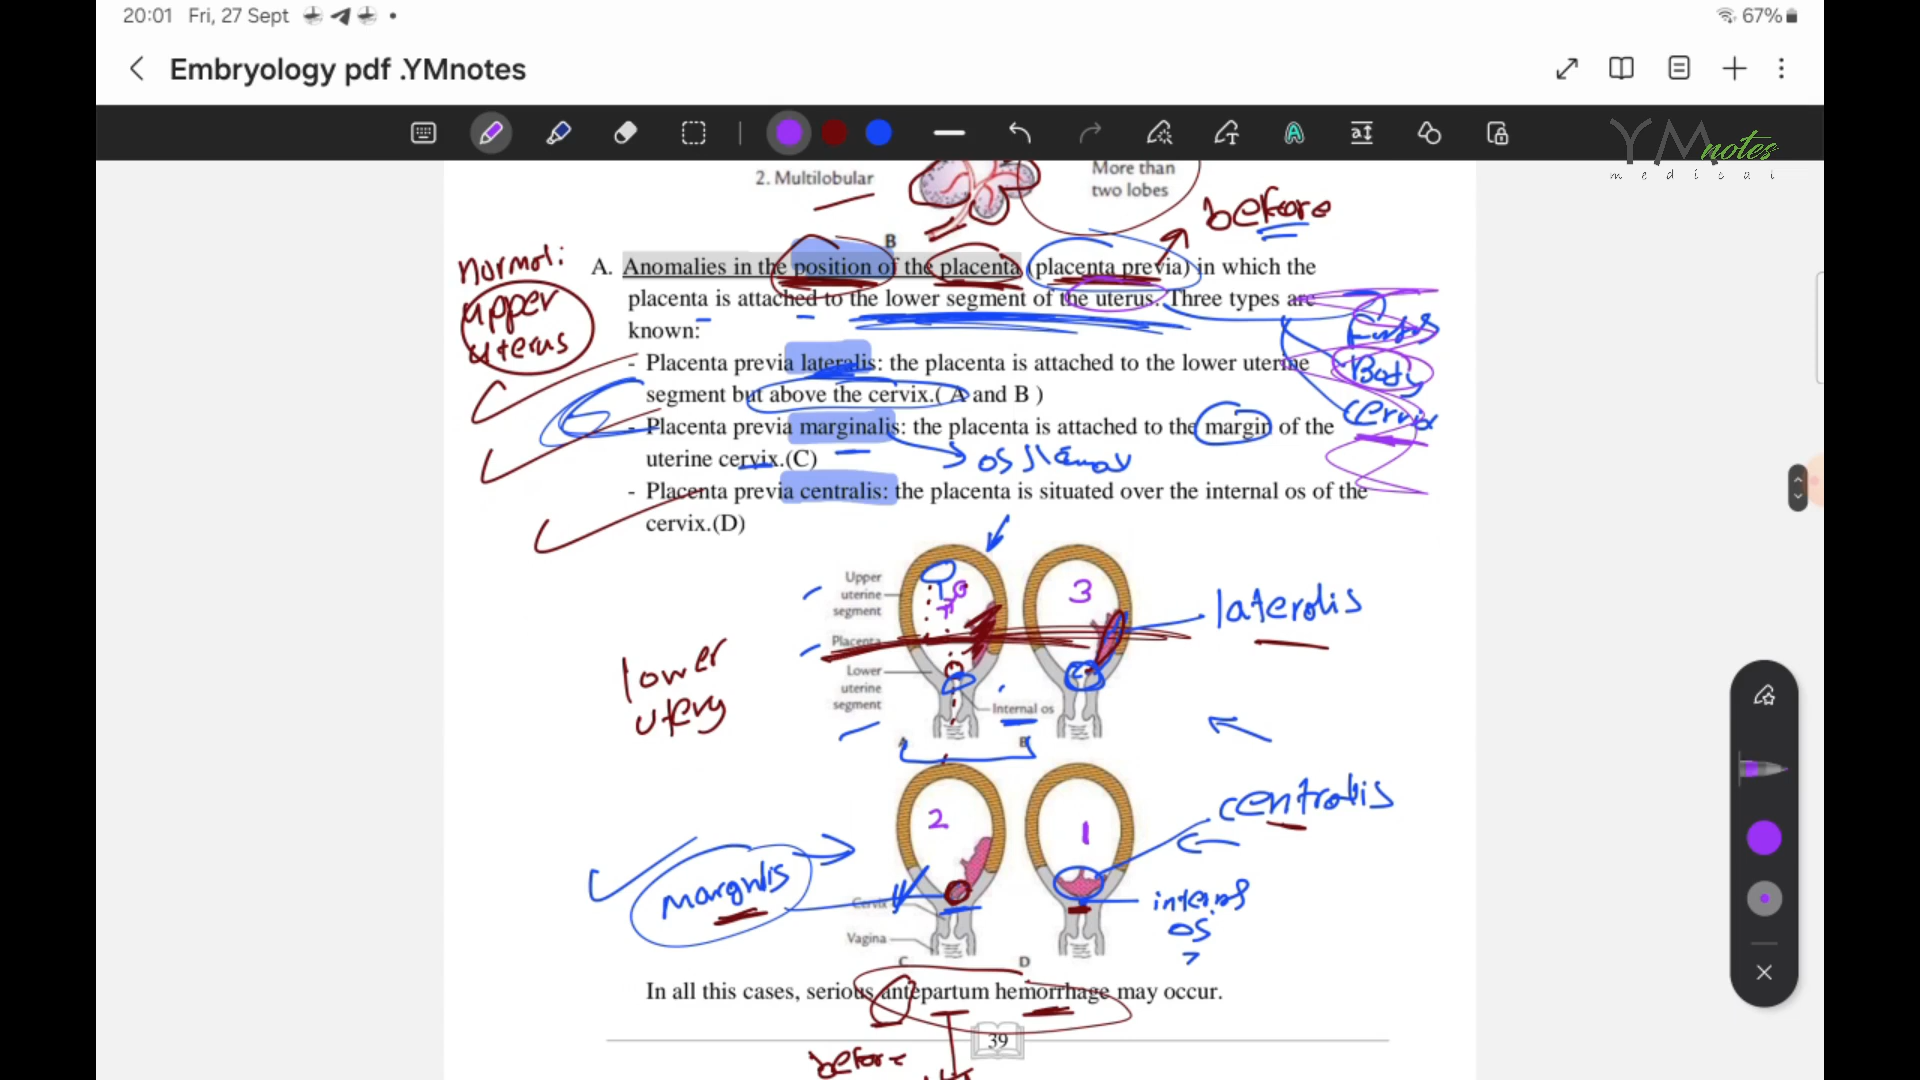 20:01 Fri, 27 Sept
67%
Embryology pdf .YMnotes
YMnotes
medical
2. Multilobular
More than
two lobes
before
B
normal:
upper
uterus
A. Anomalies in the position of the placenta (placenta previa) in which the
placenta is attached to the lower segment of the uterus. Three types are
known:
Body
cervix
- Placenta previa lateralis: the placenta is attached to the lower uterine
segment but above the cervix.( A and B )
- Placenta previa marginalis: the placenta is attached to the margin of the
uterine cervix.(C)
os
- Placenta previa centralis: the placenta is situated over the internal os of the
cervix.(D)
Upper
uterine
segment
3
lateralis
Placenta
lower
Lower
uterine
segment
Internal os
A
B
2
1
centralis
Cervix
Vagina
os
C
D
In all this cases, serious antepartum hemorrhage may occur.
39
before